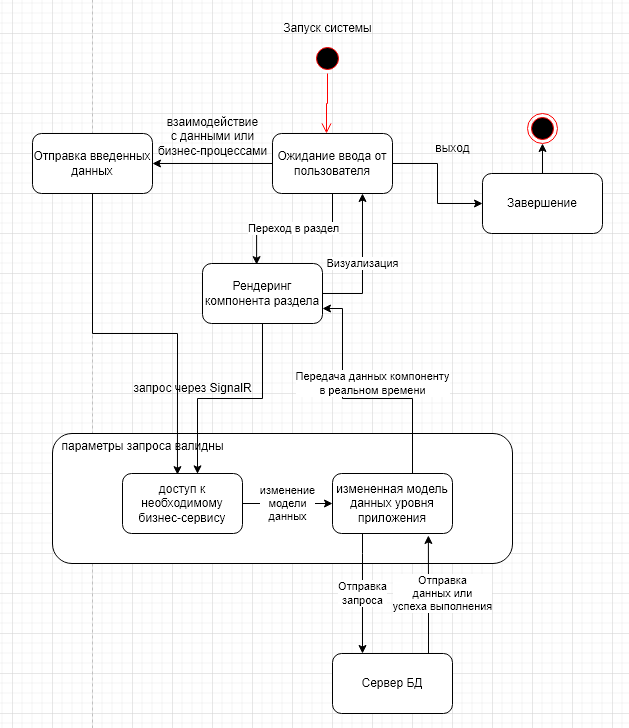 Запуск системы
взаимодействие
с данными или
бизнес-процессами
Отправка введенных
данных
Ожидание ввода от
пользователя
выход
Завершение
Переход в раздел
Визуализация
Рендеринг
компонента раздела
запрос через SignalR
Передача данных компоненту
в реальном времени
параметры запроса валидны
доступ к
необходимому
бизнес-сервису
изменение
модели
данных
измененная модель
данных уровня
приложения
Отправка
запроса
Отправка
данных или
успеха выполнения
Сервер БД